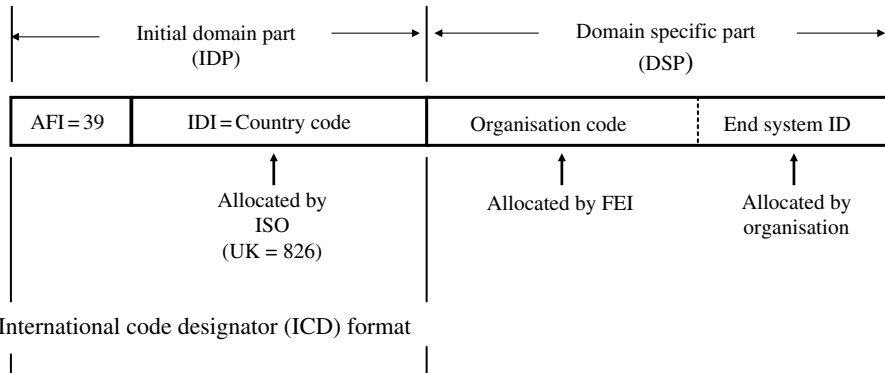 Initial domain part
(IDP)
Domain specific part
(DSP)
AFI = 39
IDI = Country code
Organisation code
End system ID
Allocated by
ISO
(UK = 826)
Allocated by FEI
Allocated by
organisation
International code designator (ICD) format